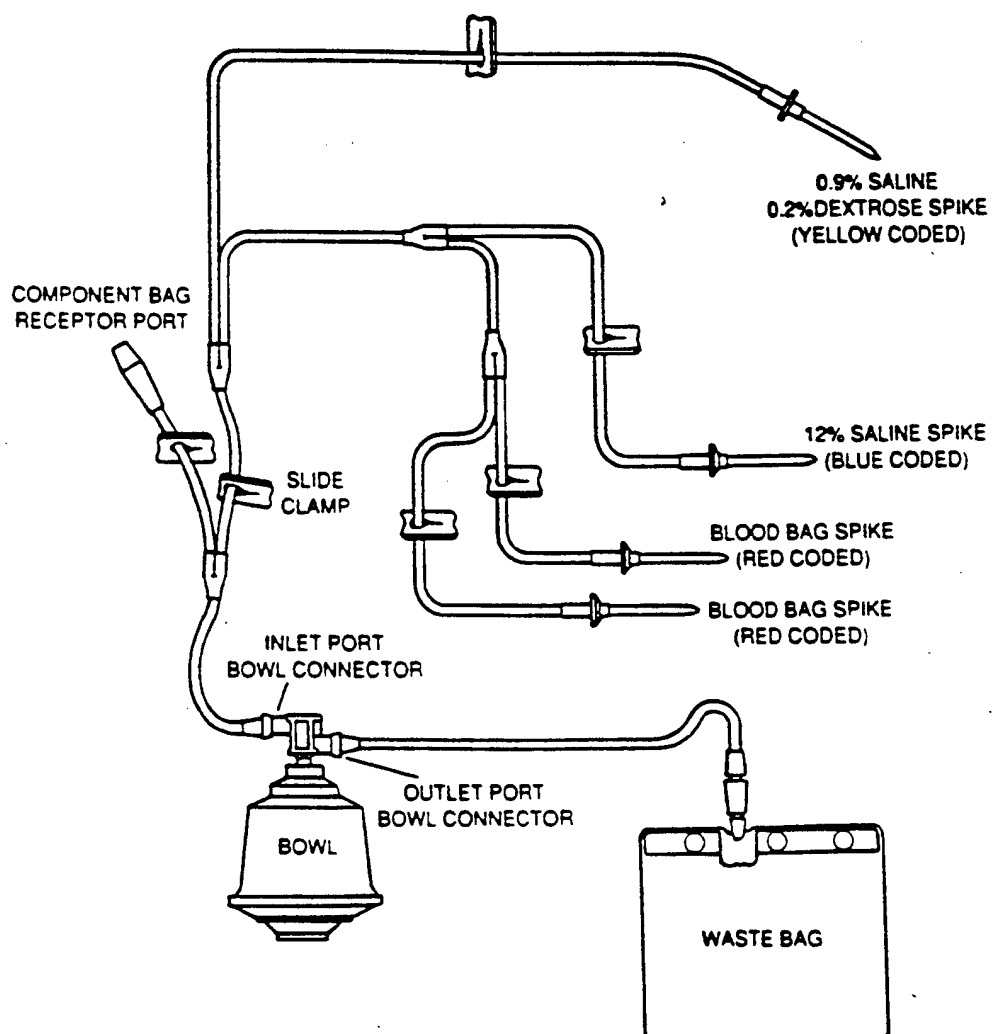 0.9% SALINE
0.2%DEXTROSE SPIKE
(YELLOW CODED)
COMPONENT BAG
RECEPTOR PORT
12% SALINE SPIKE
(BLUE CODED)
SLIDE
CLAMP
BLOOD BAG SPIKE
(RED CODED)
BLOOD BAG SPIKE
(RED CODED)
INLET PORT
BOWL CONNECTOR
OUTLET PORT
BOWL CONNECTOR
BOWL
WASTE BAG